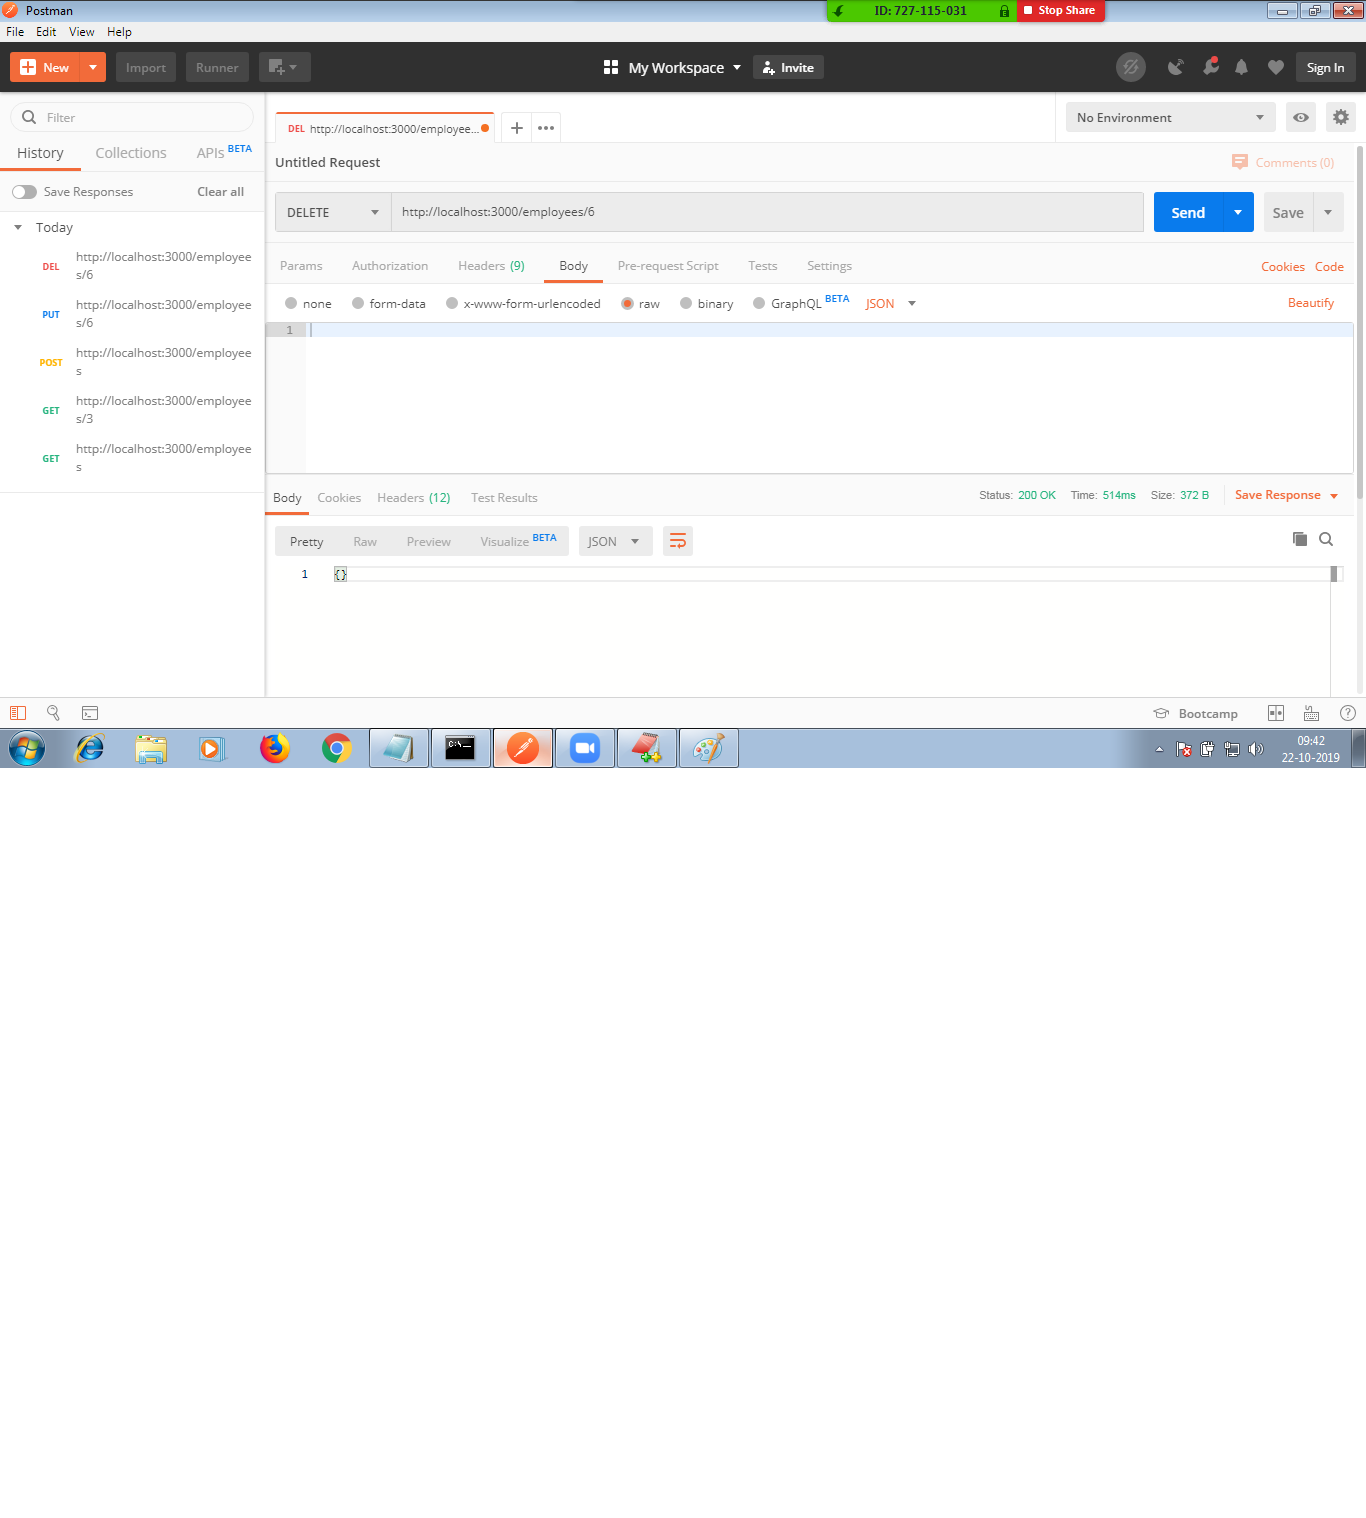 Postman
ID: 727-115-031
Stop Share
File Edit View Help
New
Import
Runner
My Workspace
Invite
Sign In
Filter
DEL http://localhost:3000/employee...
No Environment
History
Collections
APIs BETA
Untitled Request
Comments (0)
Save Responses
Clear all
DELETE
http://localhost:3000/employees/6
Send
Save
Today
DEL http://localhost:3000/employee
s/6
PUT http://localhost:3000/employee
s/6
POST http://localhost:3000/employee
s
GET http://localhost:3000/employee
s/3
GET http://localhost:3000/employee
s
Params Authorization Headers (9) Body Pre-request Script Tests Settings
Cookies Code
none form-data x-www-form-urlencoded raw binary GraphQL BETA JSON
Beautify
1
Body Cookies Headers (12) Test Results
Status: 200 OK Time: 514ms Size: 372 B
Save Response
Pretty Raw Preview Visualize BETA JSON
1 {}
Bootcamp
C:\_
09:42
22-10-2019